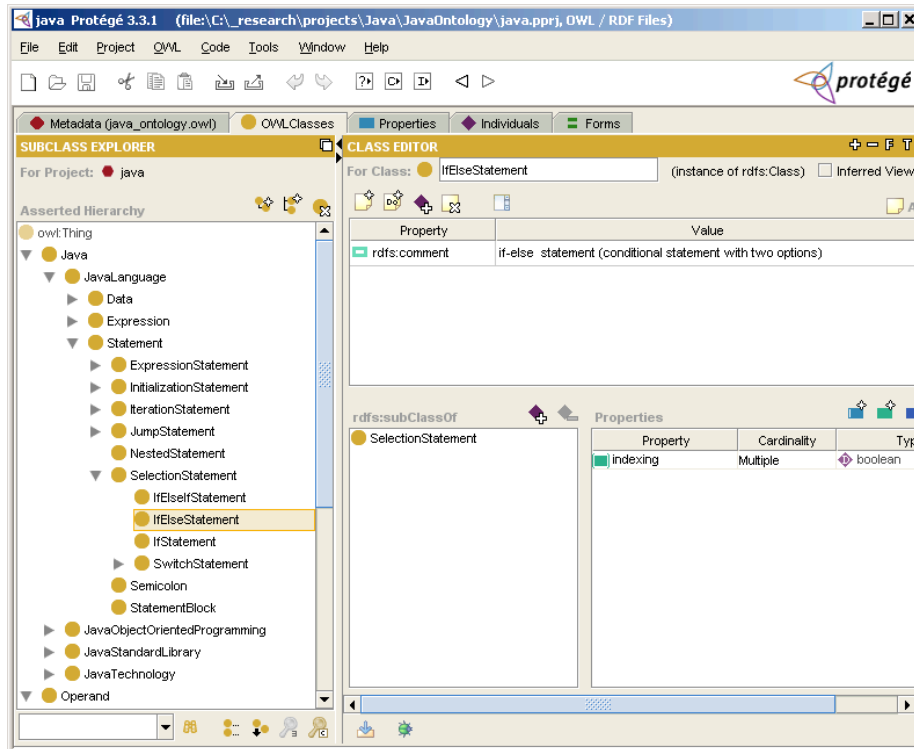 java Protégé 3.3.1 (file:\C:\_research\projects\Java\JavaOntology\java.pprj, OWL / RDF Files)
File Edit Project OWL Code Tools Window Help
protégé
Metadata (java_ontology.owl) OWLClasses Properties Individuals Forms
SUBCLASS EXPLORER
For Project: java
Asserted Hierarchy
owl:Thing
Java
JavaLanguage
Data
Expression
Statement
ExpressionStatement
InitializationStatement
IterationStatement
JumpStatement
NestedStatement
SelectionStatement
IfElseIfStatement
IfElseStatement
IfStatement
SwitchStatement
Semicolon
StatementBlock
JavaObjectOrientedProgramming
JavaStandardLibrary
JavaTechnology
Operand
CLASS EDITOR
F T
For Class: IfElseStatement (instance of rdfs:Class) Inferred View
A
Property Value
rdfs:comment if-else statement (conditional statement with two options)
rdfs:subClassOf
SelectionStatement
Properties
Property Cardinality Typ
indexing Multiple boolean